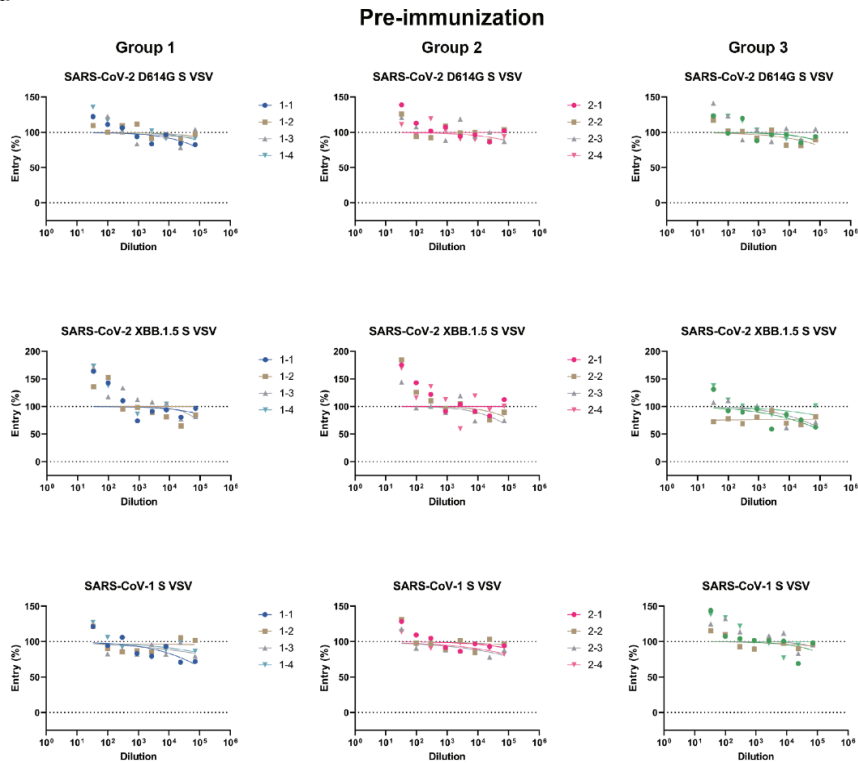 Pre-immunization
Group 1
Group 2
Group 3
SARS-CoV-2 D614G S VSV
150
100
50
0
Entry (%)
10⁰ 10¹ 10² 10³ 10⁴ 10⁵ 10⁶
Dilution
1-1
1-2
1-3
1-4
SARS-CoV-2 D614G S VSV
150
100
50
0
Entry (%)
10⁰ 10¹ 10² 10³ 10⁴ 10⁵ 10⁶
Dilution
2-1
2-2
2-3
2-4
SARS-CoV-2 D614G S VSV
150
100
50
0
Entry (%)
10⁰ 10¹ 10² 10³ 10⁴ 10⁵ 10⁶
Dilution
SARS-CoV-2 XBB.1.5 S VSV
200
150
100
50
0
Entry (%)
10⁰ 10¹ 10² 10³ 10⁴ 10⁵ 10⁶
Dilution
1-1
1-2
1-3
1-4
SARS-CoV-2 XBB.1.5 S VSV
200
150
100
50
0
Entry (%)
10⁰ 10¹ 10² 10³ 10⁴ 10⁵ 10⁶
Dilution
2-1
2-2
2-3
2-4
SARS-CoV-2 XBB.1.5 S VSV
200
150
100
50
0
Entry (%)
10⁰ 10¹ 10² 10³ 10⁴ 10⁵ 10⁶
Dilution
SARS-CoV-1 S VSV
150
100
50
0
Entry (%)
10⁰ 10¹ 10² 10³ 10⁴ 10⁵ 10⁶
Dilution
1-1
1-2
1-3
1-4
SARS-CoV-1 S VSV
150
100
50
0
Entry (%)
10⁰ 10¹ 10² 10³ 10⁴ 10⁵ 10⁶
Dilution
2-1
2-2
2-3
2-4
SARS-CoV-1 S VSV
150
100
50
0
Entry (%)
10⁰ 10¹ 10² 10³ 10⁴ 10⁵ 10⁶
Dilution